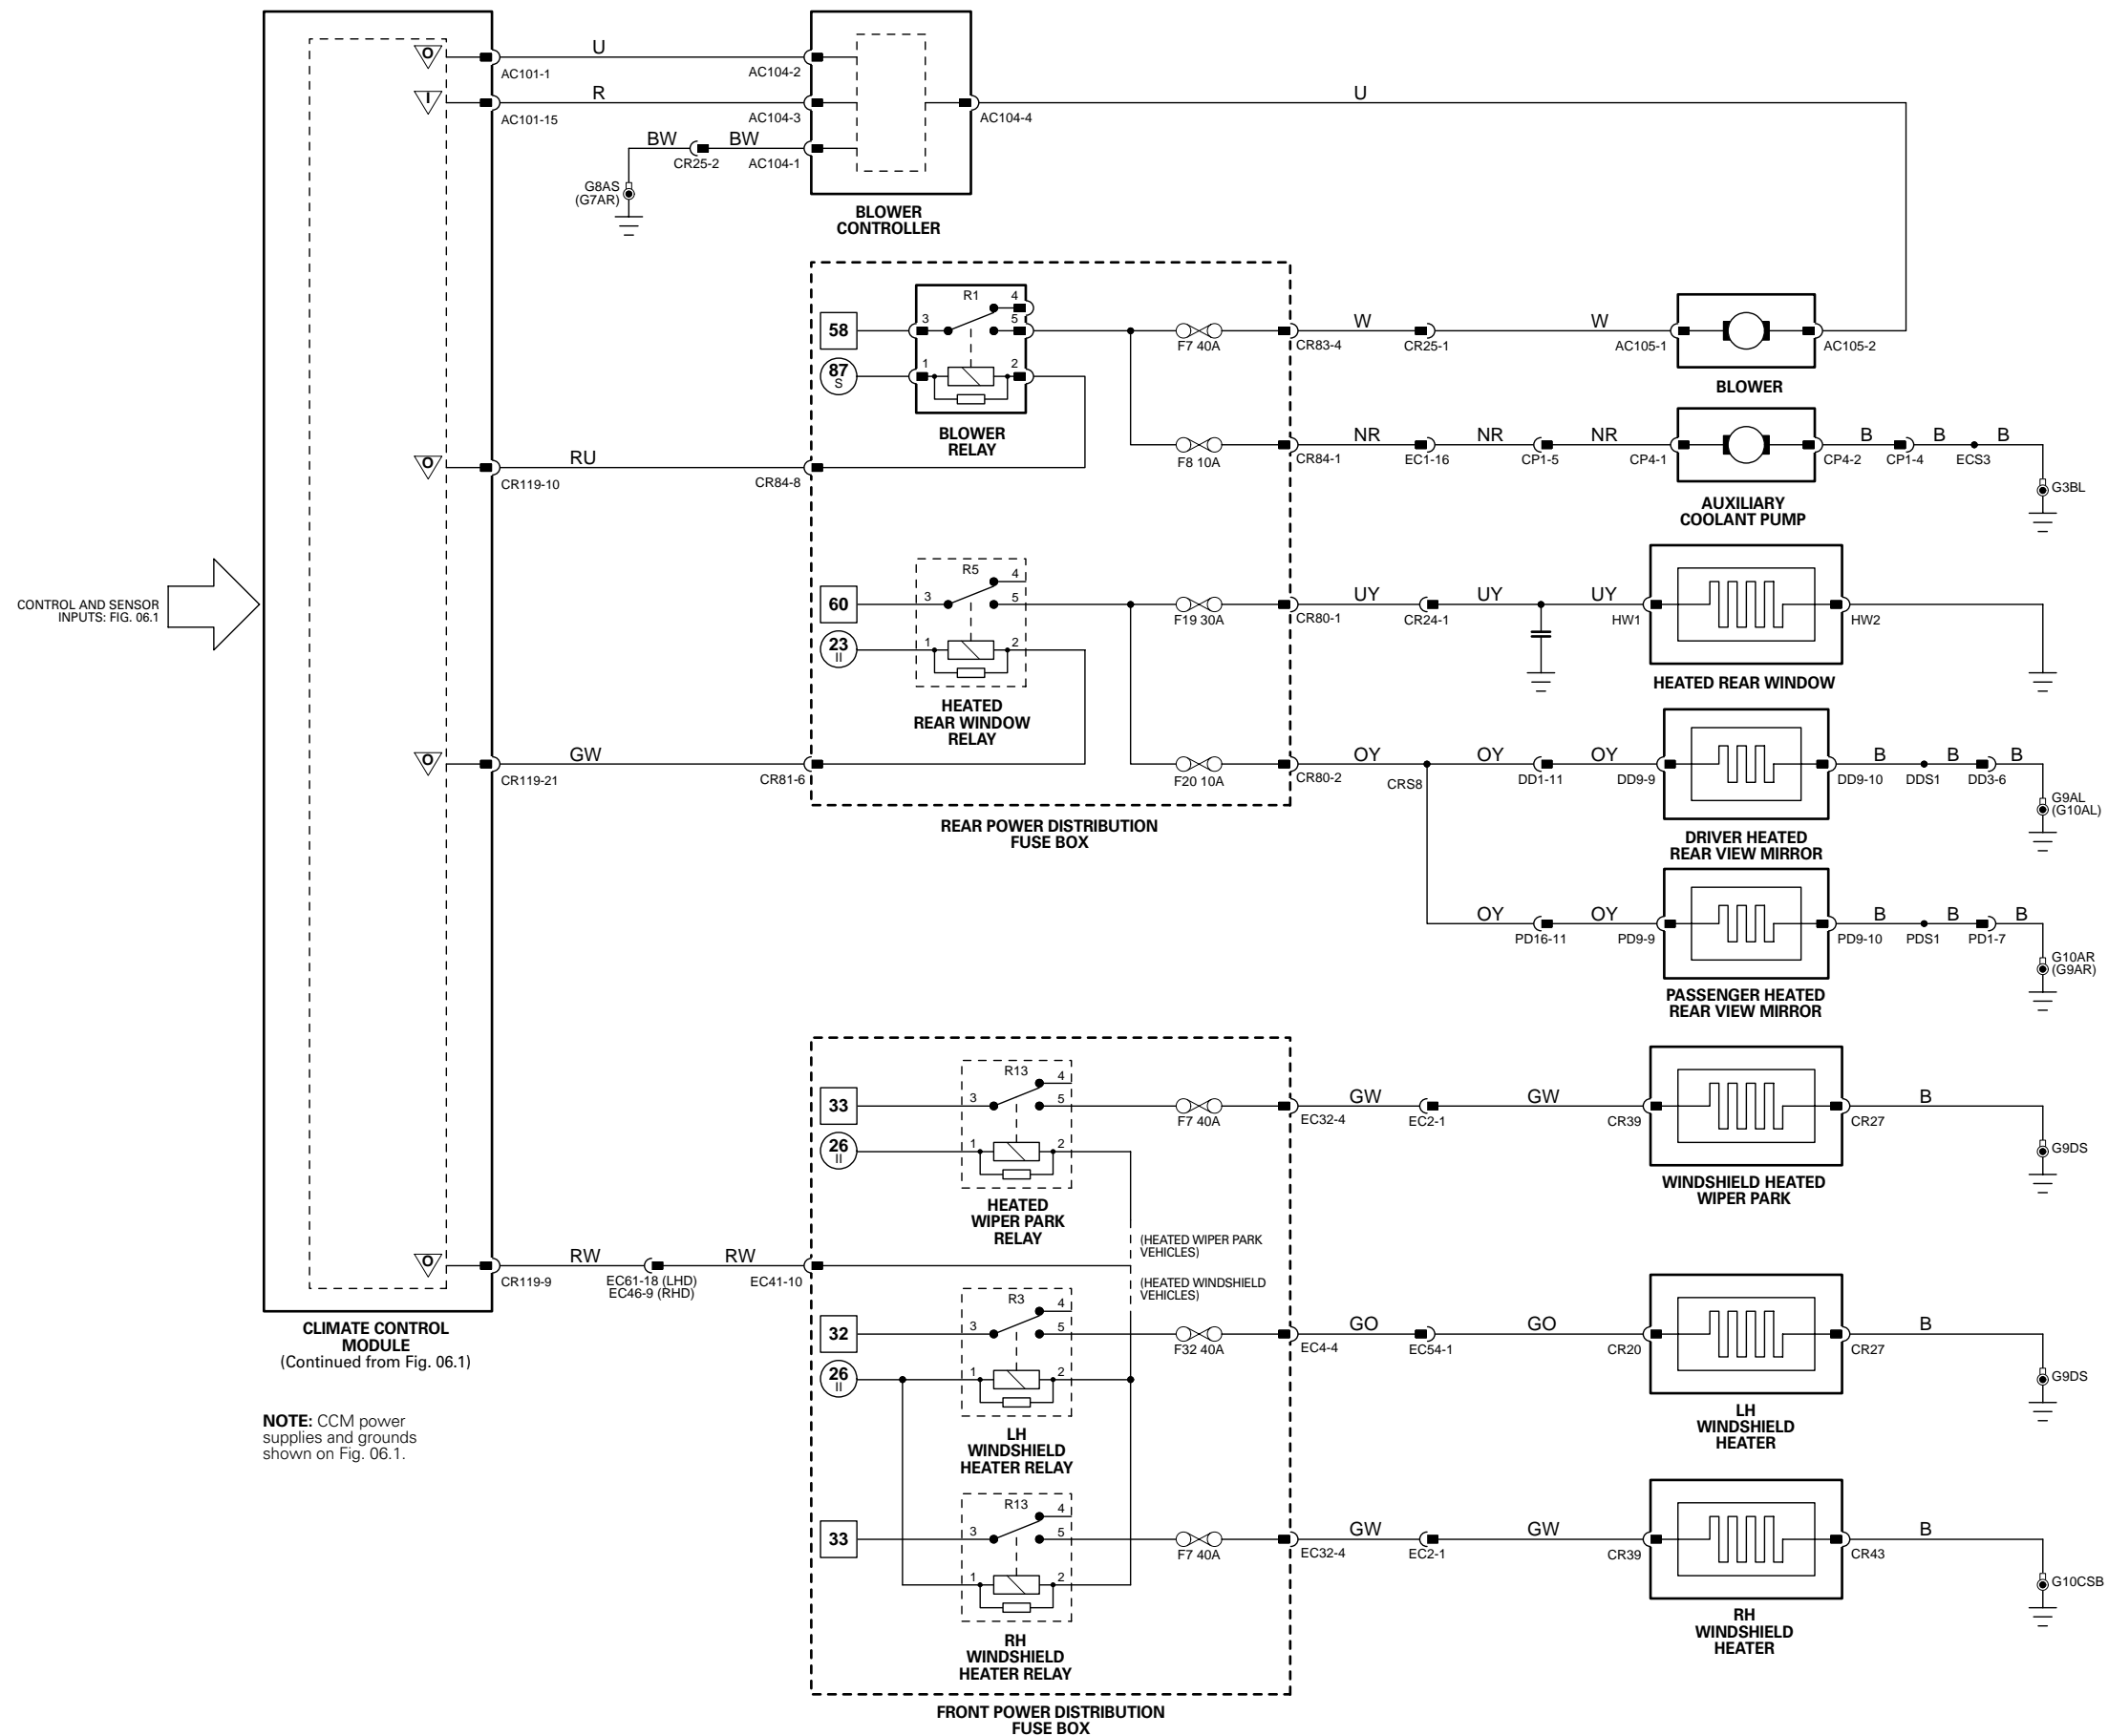 O
U
AC101-1
AC104-2
I
R
AC101-15
AC104-3
U
AC104-4
BW
BW
CR25-2
AC104-1
G8AS
(G7AR)
BLOWER
CONTROLLER
58
R1
4
3
5
F7 40A
CR83-4
W
CR25-1
W
AC105-1
AC105-2
BLOWER
87
S
1
2
BLOWER
RELAY
F8 10A
CR84-1
NR
EC1-16
NR
CP1-5
NR
CP4-1
CP4-2
B
CP1-4
B
ECS3
B
G3BL
AUXILIARY
COOLANT PUMP
O
RU
CR119-10
CR84-8
CONTROL AND SENSOR
INPUTS: FIG. 06.1
60
R5
4
3
5
F19 30A
CR80-1
UY
CR24-1
UY
UY
HW1
HW2
HEATED REAR WINDOW
23
II
1
2
HEATED
REAR WINDOW
RELAY
O
GW
CR119-21
CR81-6
F20 10A
CR80-2
OY
CRS8
OY
DD1-11
OY
DD9-9
DD9-10
B
DDS1
B
DD3-6
B
G9AL
(G10AL)
DRIVER HEATED
REAR VIEW MIRROR
REAR POWER DISTRIBUTION
FUSE BOX
OY
PD16-11
OY
PD9-9
PD9-10
B
PDS1
B
PD1-7
B
G10AR
(G9AR)
PASSENGER HEATED
REAR VIEW MIRROR
33
R13
4
3
5
F7 40A
EC32-4
GW
EC2-1
GW
CR39
CR27
B
G9DS
WINDSHIELD HEATED
WIPER PARK
26
II
1
2
HEATED
WIPER PARK
RELAY
(HEATED WIPER PARK
VEHICLES)
O
RW
CR119-9
EC61-18 (LHD)
EC46-9 (RHD)
RW
EC41-10
(HEATED WINDSHIELD
VEHICLES)
32
R3
4
3
5
F32 40A
EC4-4
GO
EC54-1
GO
CR20
CR27
B
G9DS
LH
WINDSHIELD
HEATER
26
II
1
2
LH
WINDSHIELD
HEATER RELAY
CLIMATE CONTROL
MODULE
(Continued from Fig. 06.1)
NOTE: CCM power
supplies and grounds
shown on Fig. 06.1.
33
R13
4
3
5
F7 40A
EC32-4
GW
EC2-1
GW
CR39
CR43
B
G10CSB
RH
WINDSHIELD
HEATER
1
2
RH
WINDSHIELD
HEATER RELAY
FRONT POWER DISTRIBUTION
FUSE BOX